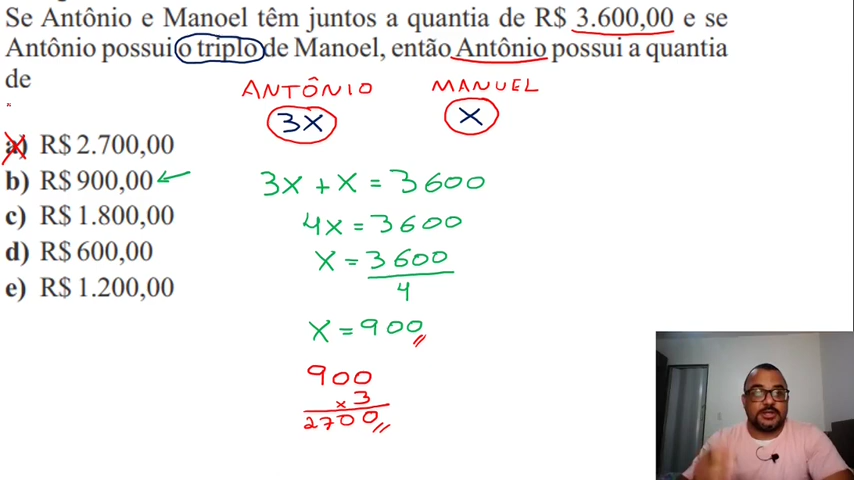 Se Antônio e Manoel têm juntos a quantia de R$ 3.600,00 e se
Antônio possui o triplo de Manoel, então Antônio possui a quantia
de
ANTÔNIO MANUEL
3X X
a) R$ 2.700,00
b) R$ 900,00
c) R$ 1.800,00
d) R$ 600,00
e) R$ 1.200,00
3X + X = 3600
4X = 3600
X = 3600
4
X = 900
900
x 3
2700